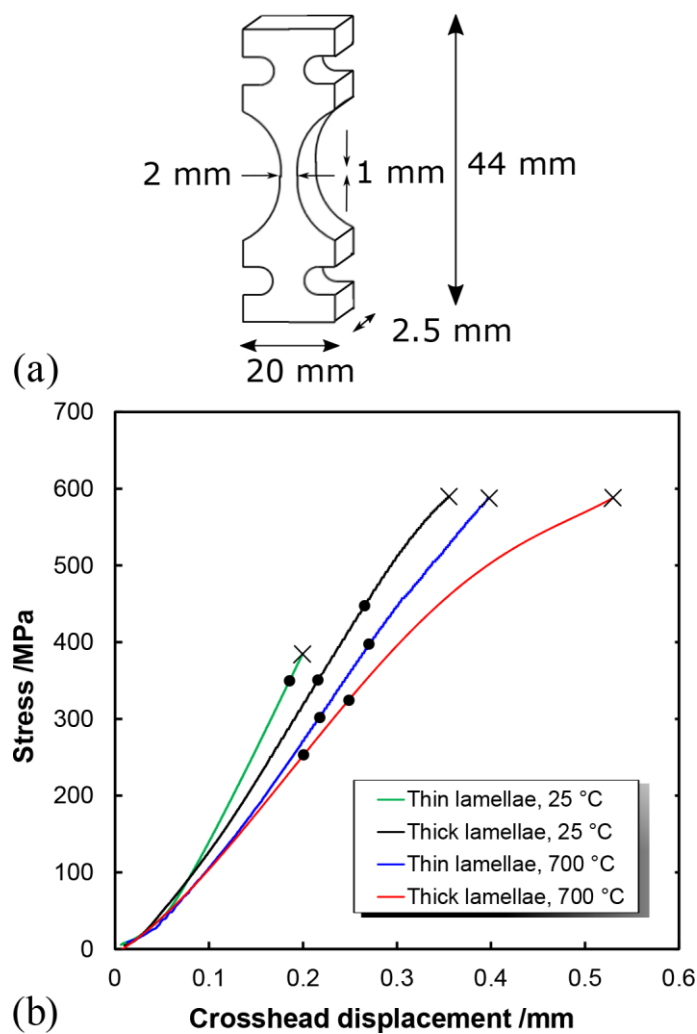 2 mm
1 mm
44 mm
2.5 mm
20 mm
(a)
700
600
500
400
300
200
100
0
Stress /MPa
Thin lamellae, 25 °C
Thick lamellae, 25 °C
Thin lamellae, 700 °C
Thick lamellae, 700 °C
0 0.1 0.2 0.3 0.4 0.5 0.6
Crosshead displacement /mm
(b)